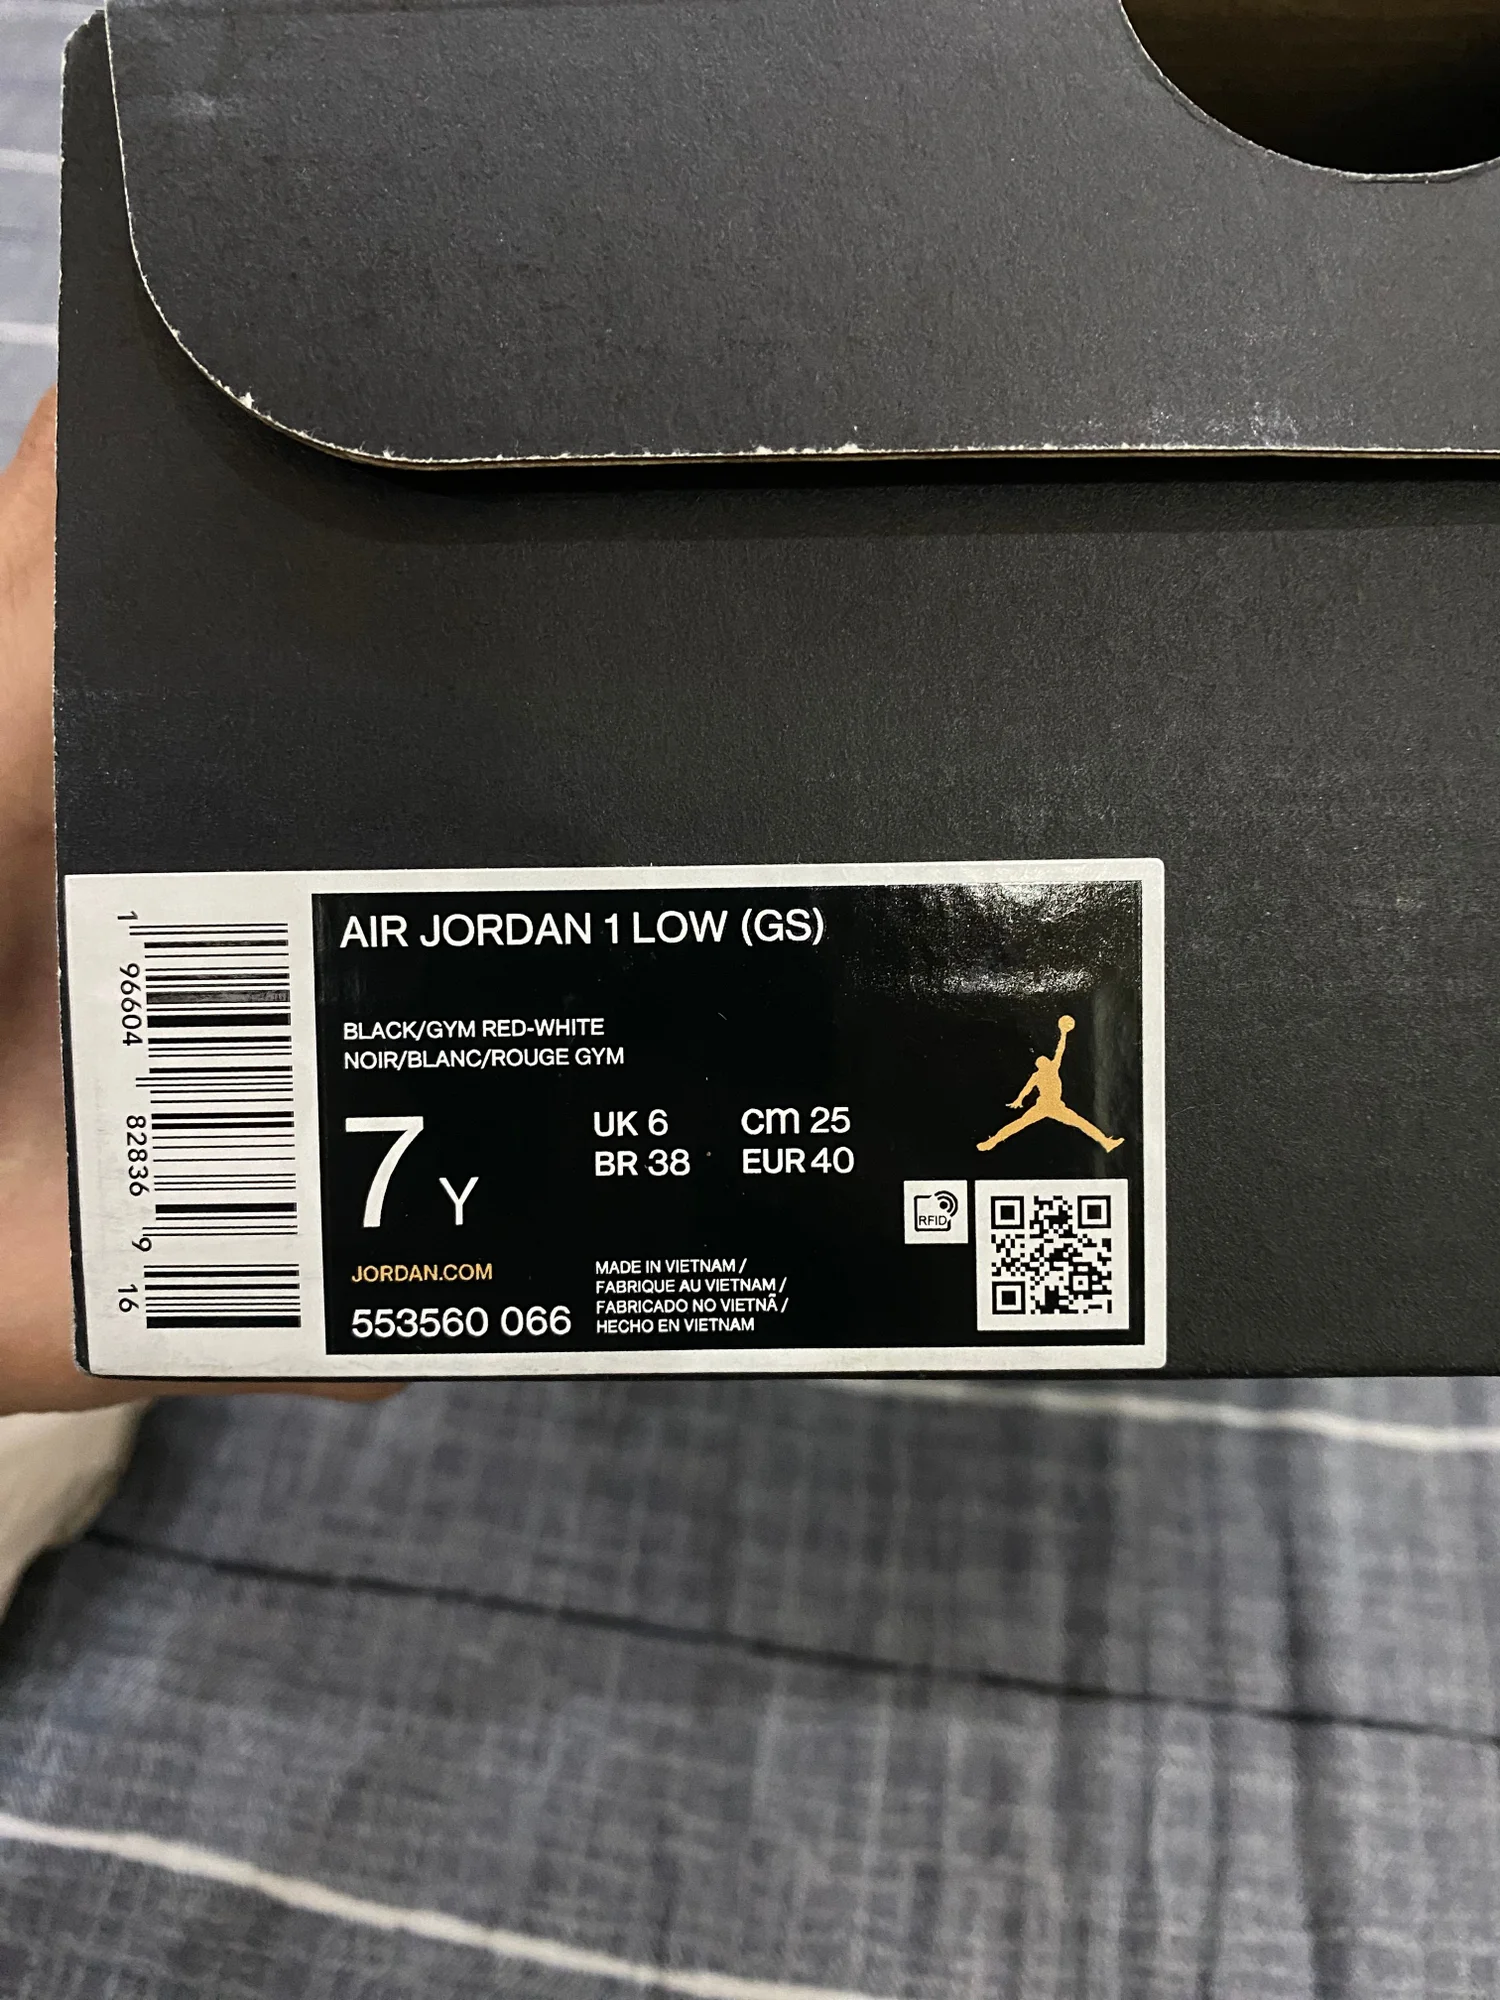 AIR JORDAN 1 LOW (GS)
BLACK/GYM RED-WHITE
NOIR/BLANC/ROUGE GYM
7 Y
UK 6 cm 25
BR 38 EUR 40
RFID
JORDAN.COM
553560 066
MADE IN VIETNAM /
FABRIQUE AU VIETNAM /
FABRICADO NO VIETNÃ /
HECHO EN VIETNAM
1 96604 82836 9 16